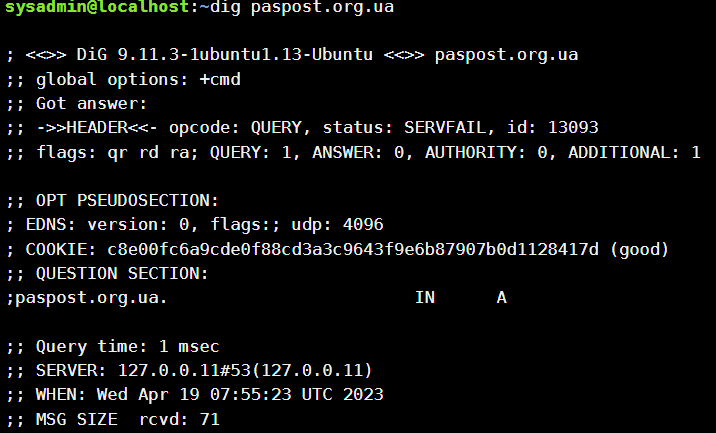 sysadmin@localhost:~dig paspost.org.ua
; <<>> DiG 9.11.3-1ubuntu1.13-Ubuntu <<>> paspost.org.ua
;; global options: +cmd
;; Got answer:
;; ->>HEADER<<- opcode: QUERY, status: SERVFAIL, id: 13093
;; flags: qr rd ra; QUERY: 1, ANSWER: 0, AUTHORITY: 0, ADDITIONAL: 1
;; OPT PSEUDOSECTION:
; EDNS: version: 0, flags:; udp: 4096
; COOKIE: c8e00fc6a9cde0f88cd3a3c9643f9e6b87907b0d1128417d (good)
;; QUESTION SECTION:
;paspost.org.ua. IN A
;; Query time: 1 msec
;; SERVER: 127.0.0.11#53(127.0.0.11)
;; WHEN: Wed Apr 19 07:55:23 UTC 2023
;; MSG SIZE rcvd: 71